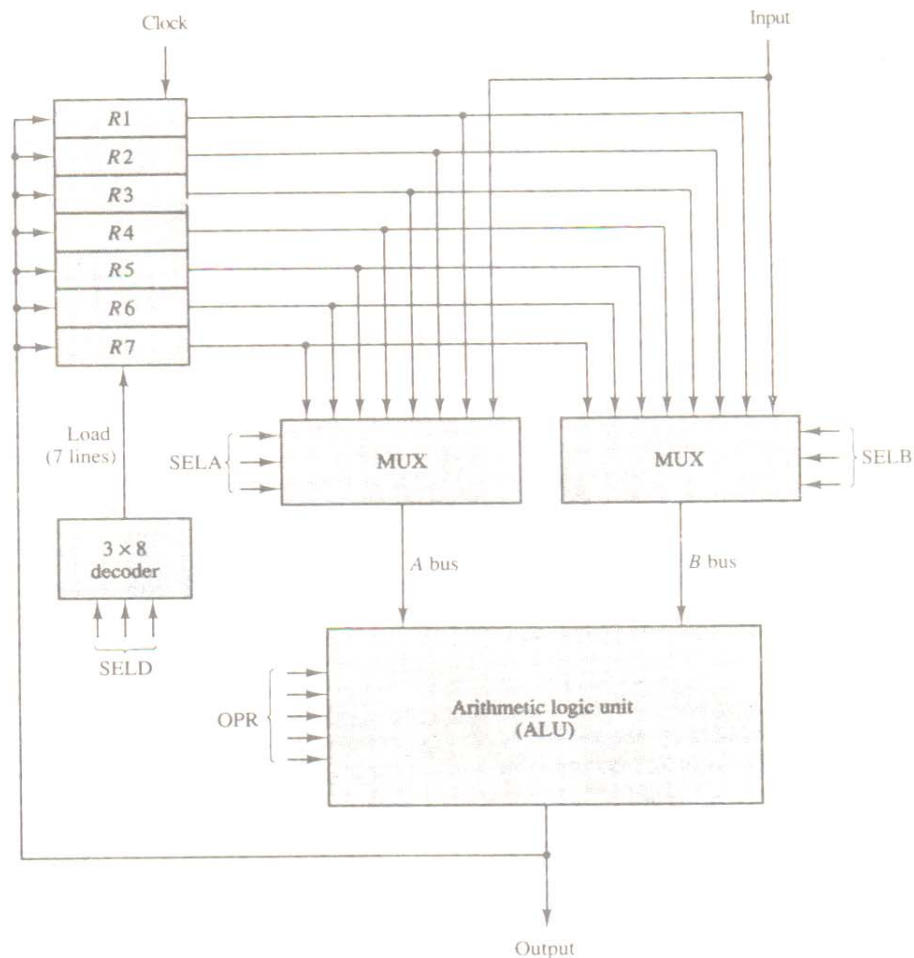 Clock
Input
R1
R2
R3
R4
R5
R6
R7
Load
(7 lines)
SELA
MUX
MUX
SELB
3 × 8
decoder
A bus
B bus
SELD
OPR
Arithmetic logic unit
(ALU)
Output